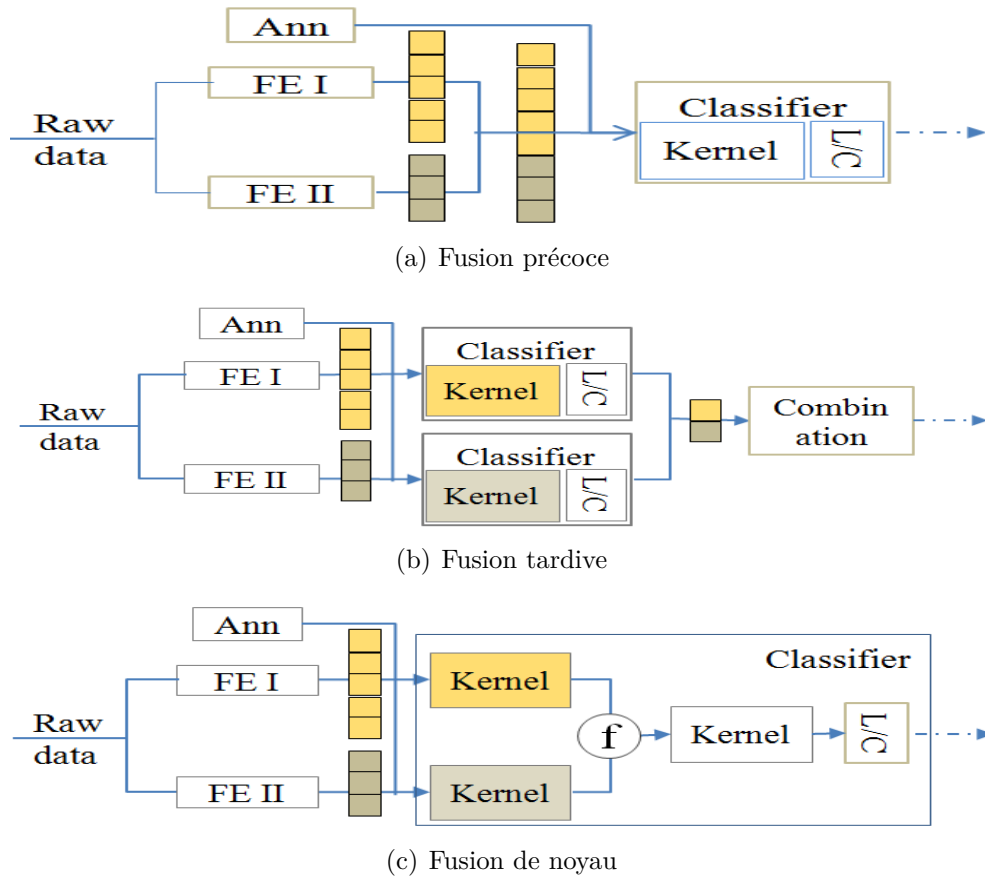 Ann
FE I
Raw
data
FE II
Classifier
Kernel
L/C
(a) Fusion précoce
Ann
FE I
Raw
data
FE II
Classifier
Kernel
L/C
Classifier
Kernel
L/C
Combin
ation
(b) Fusion tardive
Ann
FE I
Raw
data
FE II
Classifier
Kernel
f
Kernel
L/C
Kernel
(c) Fusion de noyau